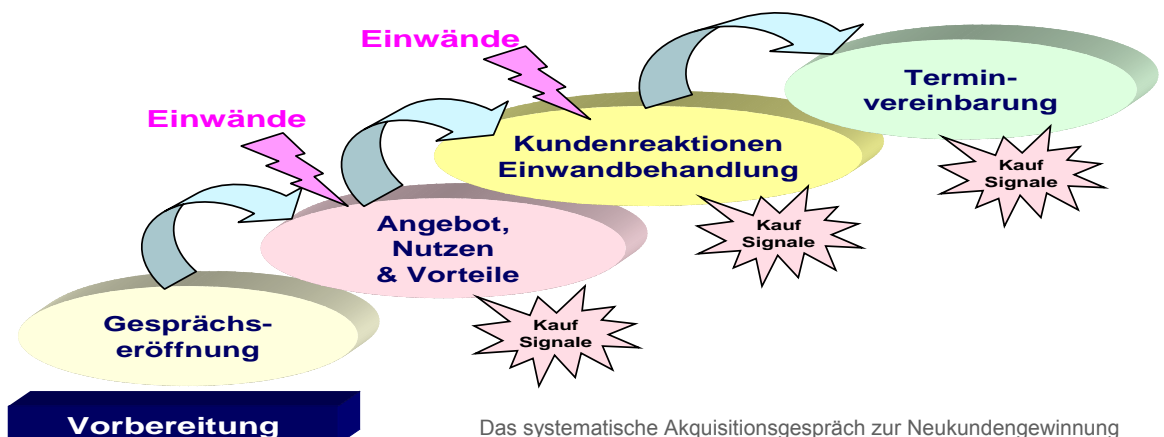 Einwände
Termin-
vereinbarung
Einwände
Kundenreaktionen
Einwandbehandlung
Kauf
Signale
Kauf
Signale
Angebot,
Nutzen
& Vorteile
Kauf
Signale
Gesprächs-
eröffnung
Vorbereitung
Das systematische Akquisitionsgespräch zur Neukundengewinnung